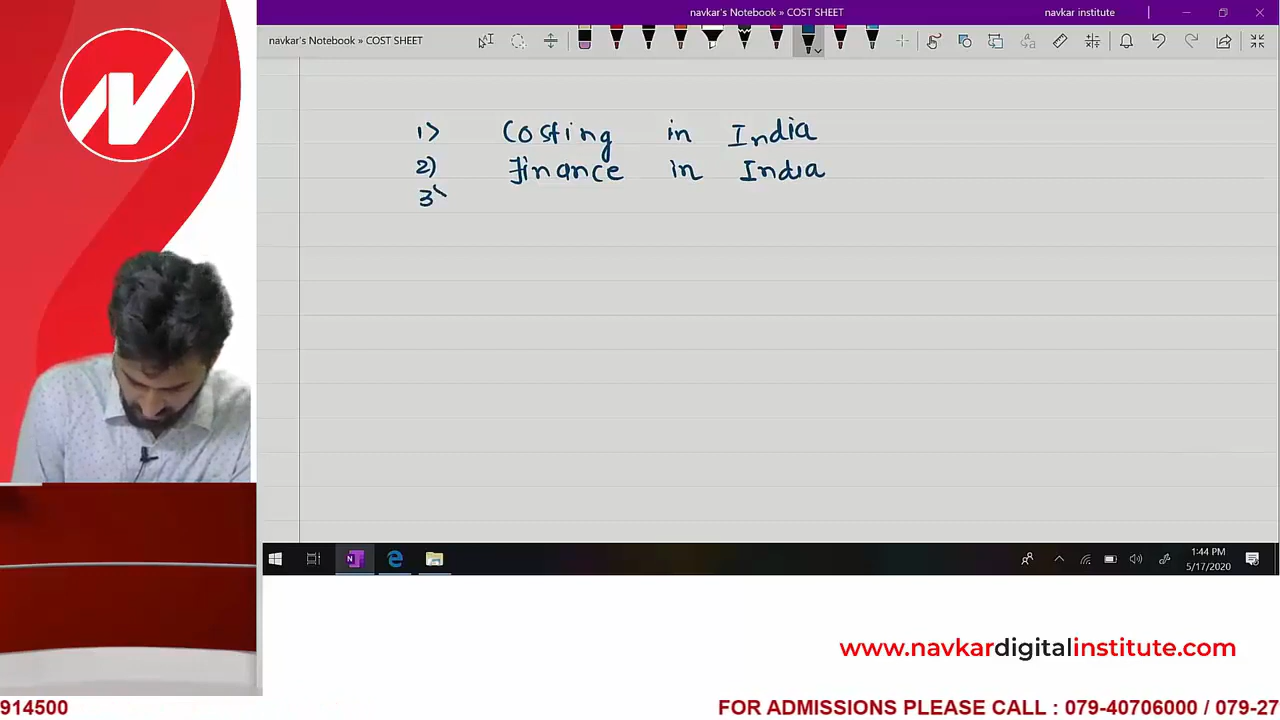 navkar's Notebook » COST SHEET
navkar institute
navkar's Notebook » COST SHEET
1) Costing in India
2) Finance in India
3)
1:44 PM
5/17/2020
www.navkardigitalinstitute.com
914500
FOR ADMISSIONS PLEASE CALL : 079-40706000 / 079-27